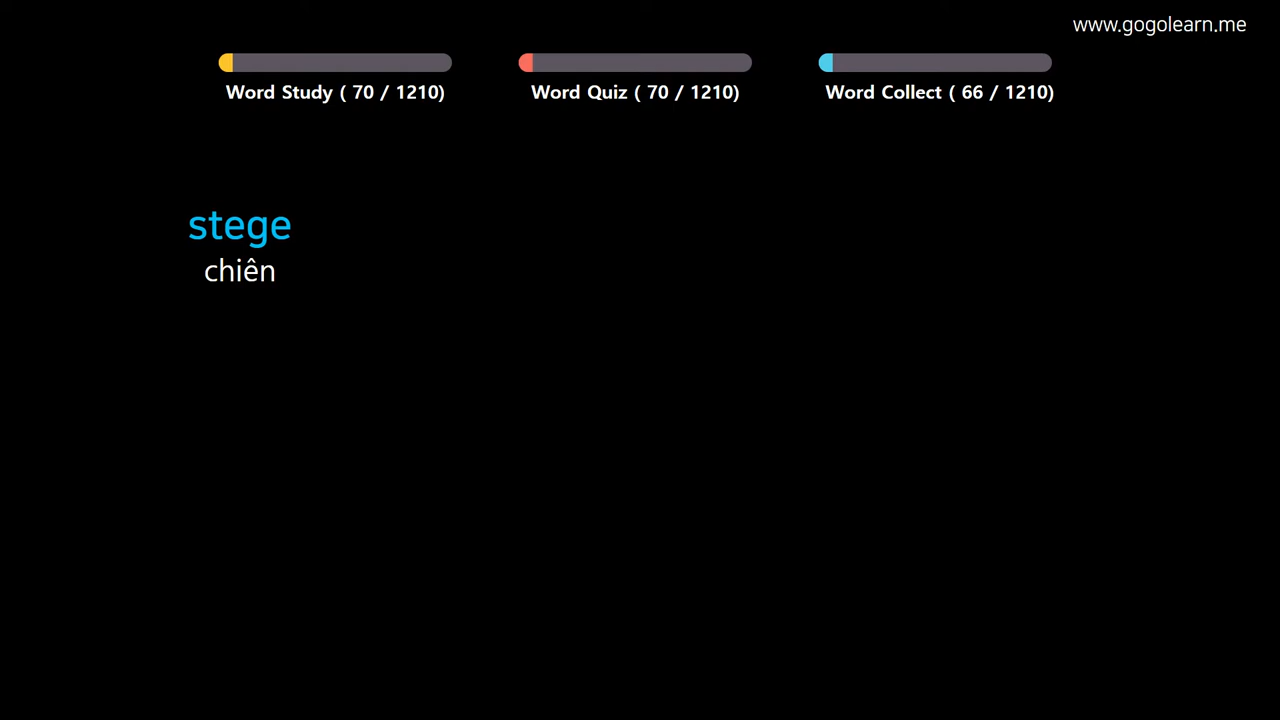 www.gogolearn.me
Word Study ( 70 / 1210)
Word Quiz ( 70 / 1210)
Word Collect ( 66 / 1210)
stege
chiên